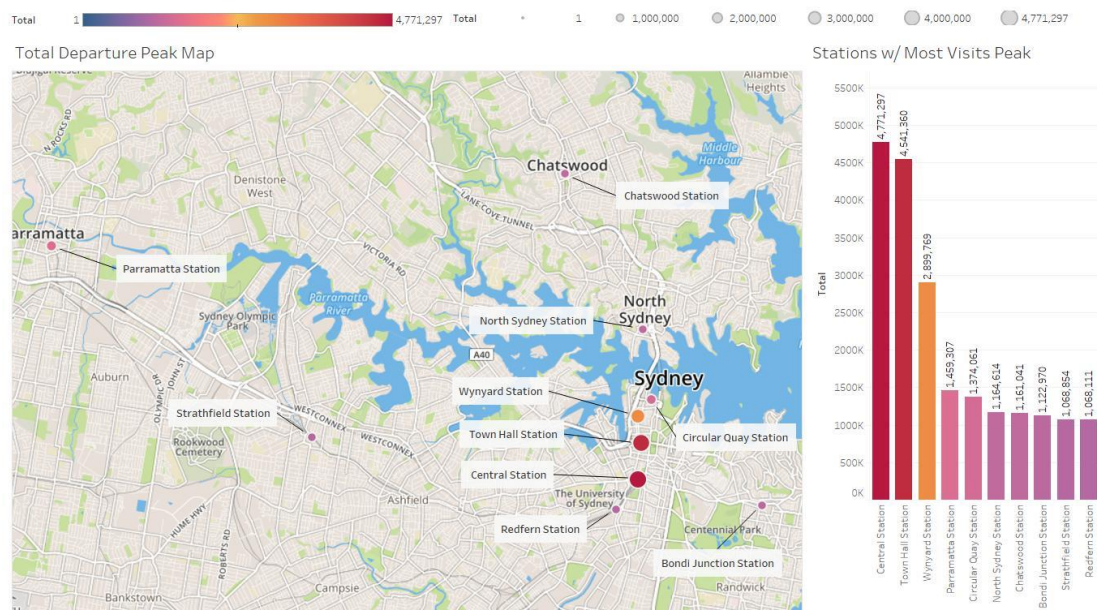 Total 1 4,771,297 Total 1 1,000,000 2,000,000 3,000,000 4,000,000 4,771,297
Total Departure Peak Map
Stations w/ Most Visits Peak
N ROCKS RD
Allambie
Heights
Middle
Harbour
Denistone
West
Chatswood
Chatswood Station
LANE COVE TUNNEL
VICTORIA RD
arramatta
Parramatta Station
Parramatta
River
Sydney Olympic
Park
North
Sydney
North Sydney Station
A40
Auburn
OLYMPIC DR
JOHN ST
Sydney
Wynyard Station
Strathfield Station
WESTCONNEX
WESTCONNEX
Town Hall Station
Circular Quay Station
Rookwood
Cemetery
Central Station
Ashfield
The University
of Sydney
Redfern Station
Centennial Park
HUME HWY
ROBERTS RD
Bondi Junction Station
Campsie
Randwick
Bankstown
Total
5500K
5000K
4500K
4000K
3500K
3000K
2500K
2000K
1500K
1000K
500K
0K
4,771,297
4,541,360
2,899,769
1,459,307
1,374,061
1,164,614
1,161,041
1,122,970
1,068,854
1,068,111
Central Station
Town Hall Station
Wynyard Station
Parramatta Station
Circular Quay Station
North Sydney Station
Chatswood Station
Bondi Junction Station
Strathfield Station
Redfern Station